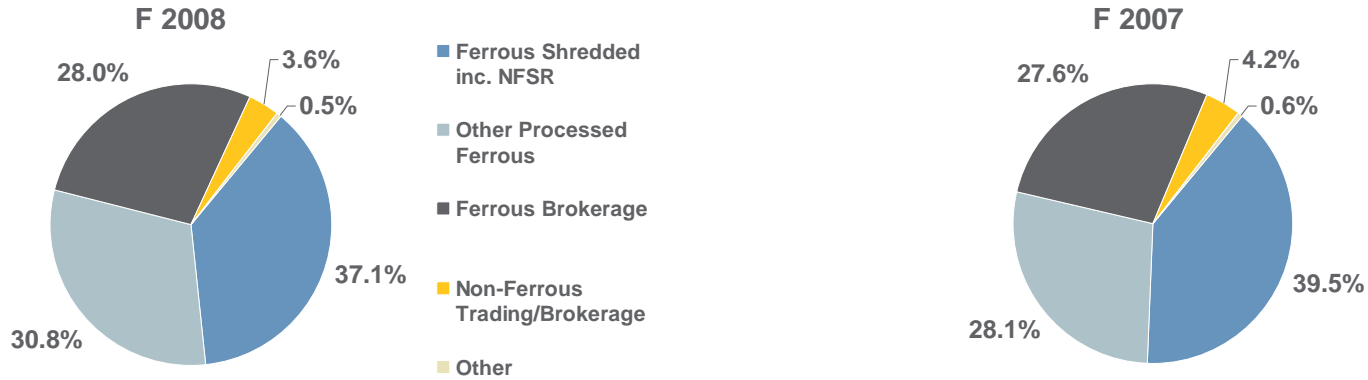 F 2008
28.0%
3.6%
0.5%
37.1%
30.8%
Ferrous Shredded
inc. NFSR
Other Processed
Ferrous
Ferrous Brokerage
Non-Ferrous
Trading/Brokerage
Other
F 2007
27.6%
4.2%
0.6%
39.5%
28.1%